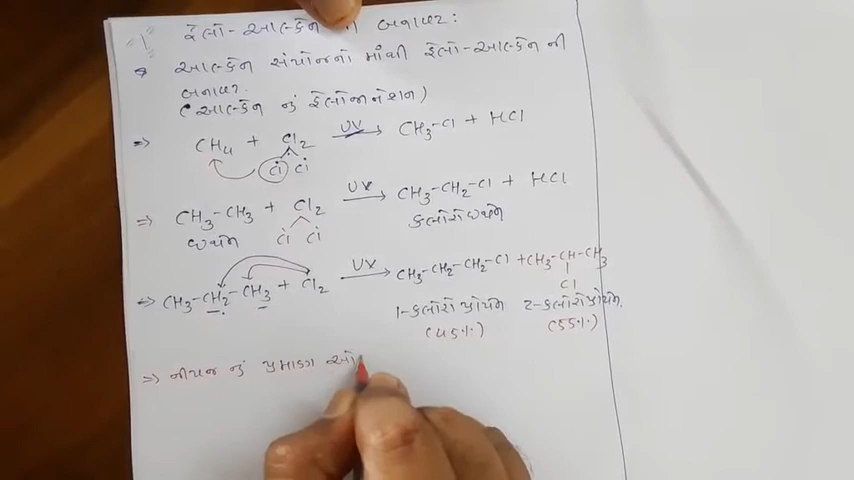 1 હેલો-આલ્કેન ની બનાવટ:
→ આલ્કેન સંયોજનો માંથી હેલો-આલ્કેન ની
બનાવટ.
(આલ્કેન નું હેલોજીનેશન)
⇒ CH4 + Cl2 UV→ CH3-Cl + HCl
Cl Cl
⇒ CH3-CH3 + Cl2 UV→ CH3-CH2-Cl + HCl
ઇથેન Cl Cl ક્લોરોઇથેન
⇒ CH3-CH2-CH3 + Cl2 UV→ CH3-CH2-CH2-Cl + CH3-CH-CH3
Cl
1-ક્લોરો પ્રોપેન 2-ક્લોરોપ્રોપેન
(45%) (55%)
⇒ નીપજ નું પ્રમાણ ઓ